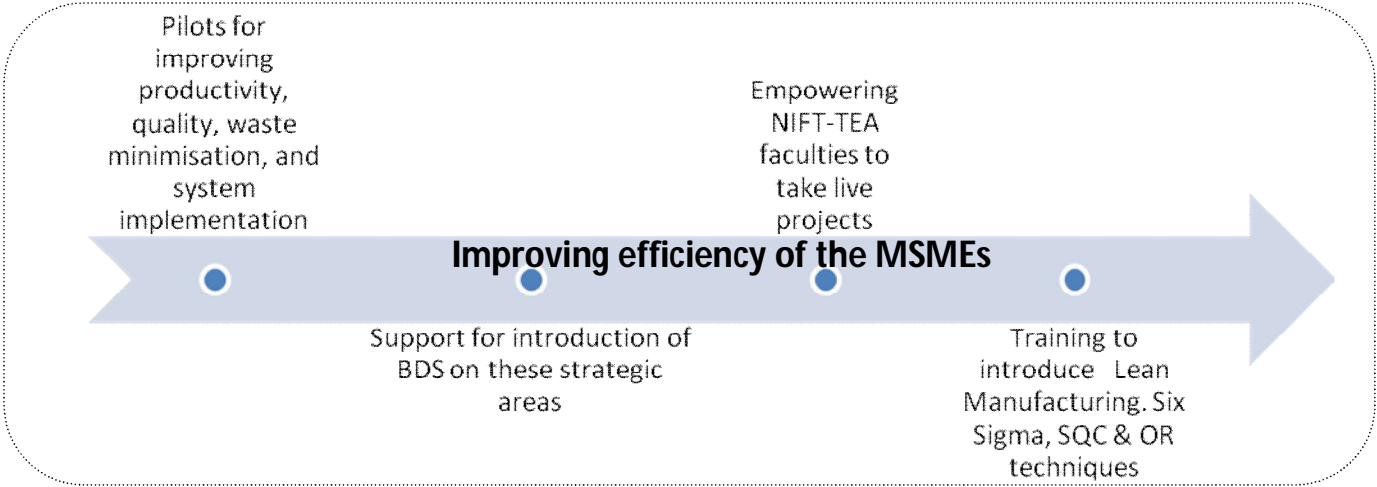 Pilots for
improving
productivity,
quality, waste
minimisation, and
system
implementation
Empowering
NIFT-TEA
faculties to
take live
projects
Improving efficiency of the MSMEs
Support for introduction of
BDS on these strategic
areas
Training to
introduce Lean
Manufacturing. Six
Sigma, SQC & OR
techniques